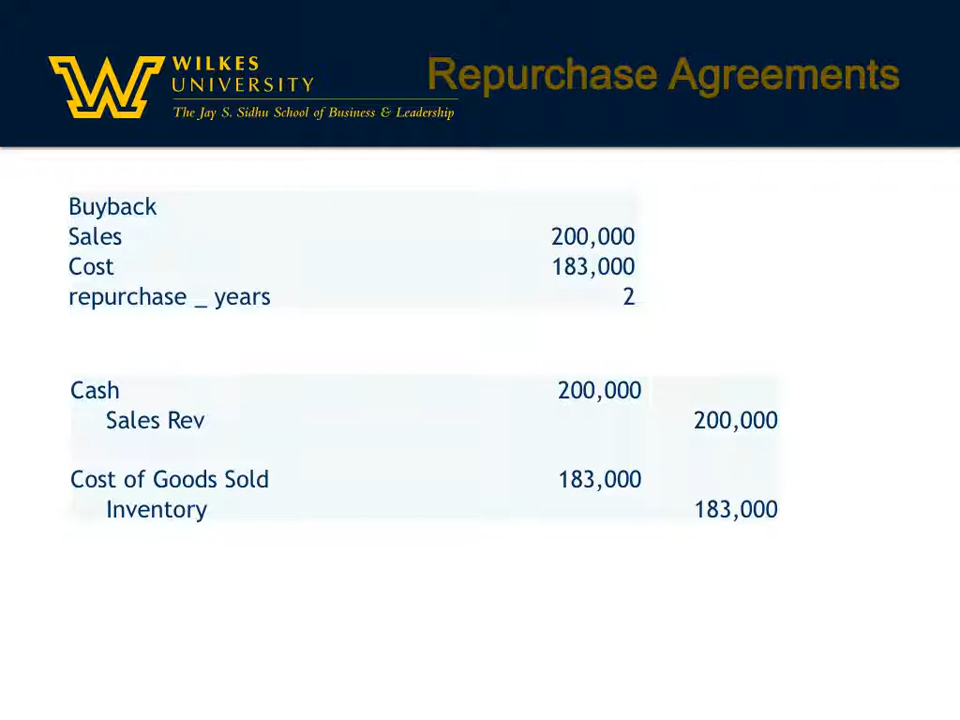 WILKES
UNIVERSITY
The Jay S. Sidhu School of Business & Leadership
Repurchase Agreements
Buyback
Sales 200,000
Cost 183,000
repurchase _ years 2
Cash 200,000
Sales Rev 200,000
Cost of Goods Sold 183,000
Inventory 183,000